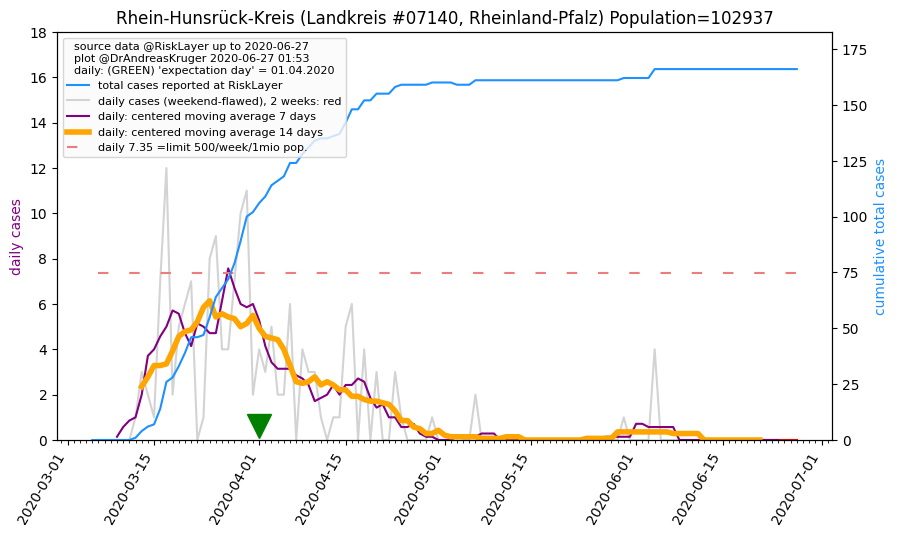 Rhein-Hunsrück-Kreis (Landkreis #07140, Rheinland-Pfalz) Population=102937
source data @RiskLayer up to 2020-06-27
plot @DrAndreasKruger 2020-06-27 01:53
daily: (GREEN) 'expectation day' = 01.04.2020
total cases reported at RiskLayer
daily cases (weekend-flawed), 2 weeks: red
daily: centered moving average 7 days
daily: centered moving average 14 days
daily 7.35 =limit 500/week/1mio pop.
daily cases
18
16
14
12
10
8
6
4
2
0
cumulative total cases
175
150
125
100
75
50
25
0
2020-03-01
2020-03-15
2020-04-01
2020-04-15
2020-05-01
2020-05-15
2020-06-01
2020-06-15
2020-07-01